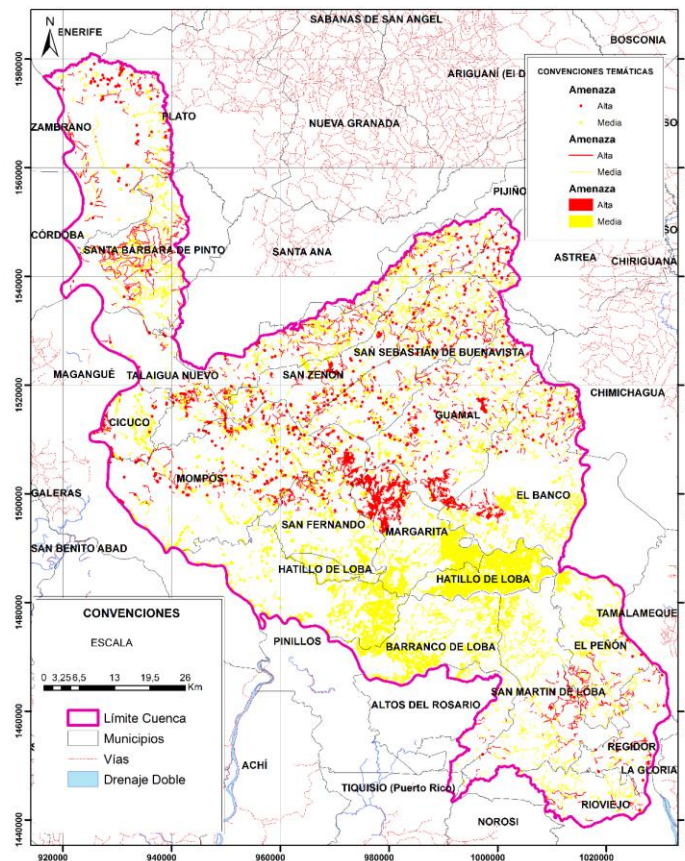 N
SABANAS DE SAN ANGEL
ENERIFE
BOSCONIA
ARIGUANÍ (El D
PLATO
NUEVA GRANADA
ZAMBRANO
PIJIÑO
CÓRDOBA
SANTA BÁRBARA DE PINTO
SANTA ANA
ASTREA
CHIRIGUANÁ
SO
SO
CONVENCIONES TEMÁTICAS
Amenaza
Alta
Media
Amenaza
Alta
Media
Amenaza
Alta
Media
SAN SEBASTIÁN DE BUENAVISTA
MAGANGUÉ
TALAIGUA NUEVO
SAN ZENÓN
CHIMICHAGUA
CICUCO
GUAMAL
MOMPÓS
GALERAS
EL BANCO
SAN FERNANDO
MARGARITA
SAN BENITO ABAD
HATILLO DE LOBA
HATILLO DE LOBA
TAMALAMEQUE
PINILLOS
BARRANCO DE LOBA
EL PEÑÓN
SAN MARTIN DE LOBA
ALTOS DEL ROSARIO
REGIDOR
ACHÍ
LA GLORIA
TIQUISIO (Puerto Rico)
RIOVIEJO
NOROSI
CONVENCIONES
ESCALA
0 3,25 6,5 13 19,5 26
Km
Límite Cuenca
Municipios
Vías
Drenaje Doble
1560000
1540000
1520000
1500000
1480000
1460000
1440000
920000 940000 960000 980000 1000000 1020000